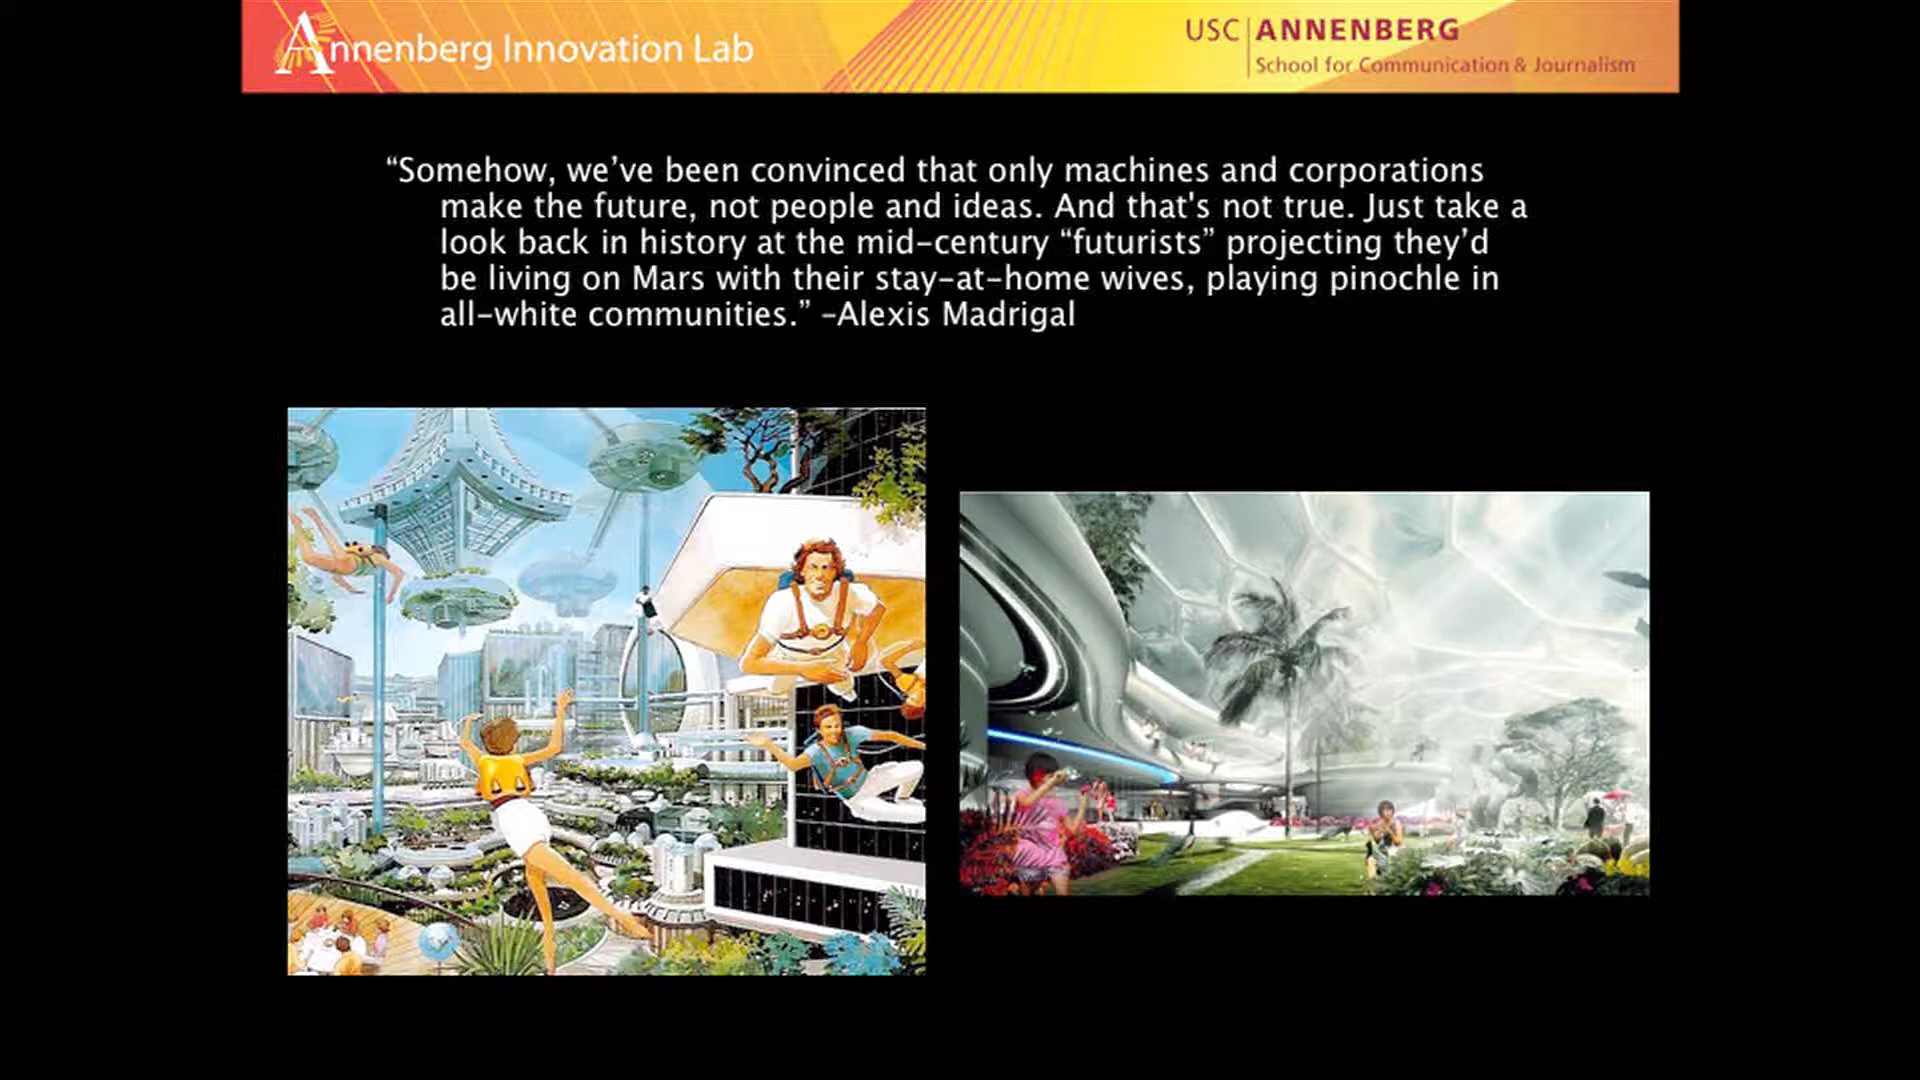 Annenberg Innovation Lab
USC ANNENBERG
School for Communication & Journalism
“Somehow, we’ve been convinced that only machines and corporations
make the future, not people and ideas. And that's not true. Just take a
look back in history at the mid-century “futurists” projecting they’d
be living on Mars with their stay-at-home wives, playing pinochle in
all-white communities.” –Alexis Madrigal